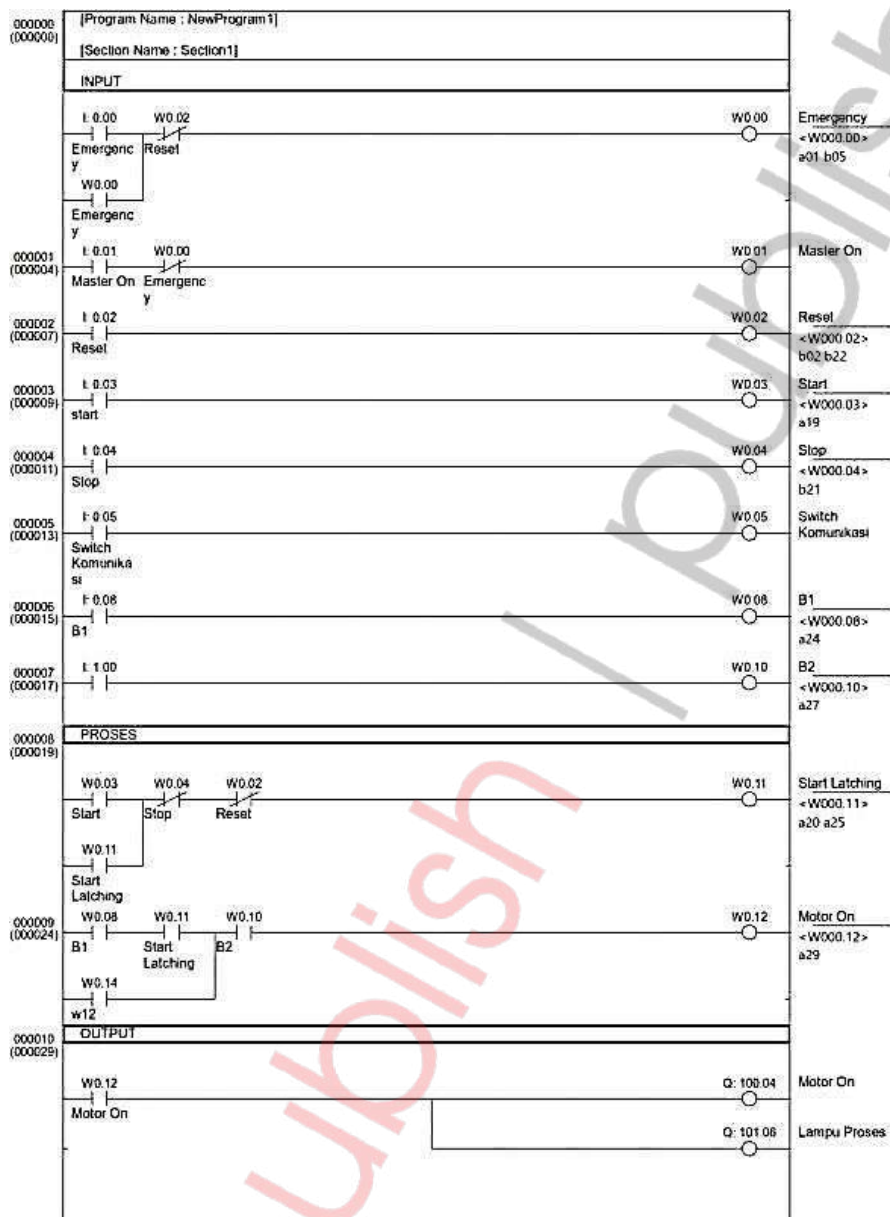 000000
(000000)
[Program Name : NewProgram1]
[Section Name : Section1]
INPUT
I: 0.00 W0.02 W0.00 Emergency
Emergenc
y Reset <W000.00>
a01 b05
W0.00
Emergenc
y
000001
(000004)
I: 0.01 W0.00 W0.01 Master On
Master On Emergenc
y
000002
(000007)
I: 0.02 W0.02 Reset
Reset <W000.02>
b02 b22
000003
(000009)
I: 0.03 W0.03 Start
start <W000.03>
a19
000004
(000011)
I: 0.04 W0.04 Stop
Stop <W000.04>
b21
000005
(000013)
I: 0.05 W0.05 Switch
Komunikasi
Switch
Komunika
si
000006
(000015)
I: 0.08 W0.08 B1
B1 <W000.08>
a24
000007
(000017)
I: 1.00 W0.10 B2
<W000.10>
a27
000008
(000019)
PROSES
W0.03 W0.04 W0.02 W0.11 Start Latching
Start Stop Reset <W000.11>
a20 a25
W0.11
Start
Latching
000009
(000024)
W0.08 W0.11 W0.10 W0.12 Motor On
B1 Start
Latching B2 <W000.12>
a29
W0.14
w12
000010
(000029)
OUTPUT
W0.12 Q: 100.04 Motor On
Motor On
Q: 101.06 Lampu Proses
publish
ublish